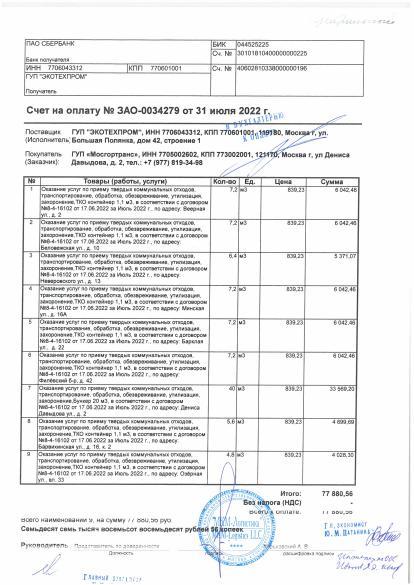 ПАО СБЕРБАНК
БИК 044525225
Сч. № 30101810400000000225
Банк получателя
ИНН 7706043312 КПП 770601001 Сч. № 40602810338000000196
ГУП "ЭКОТЕХПРОМ"
Получатель
Счет на оплату № ЗАО-0034279 от 31 июля 2022 г.
Поставщик ГУП "ЭКОТЕХПРОМ", ИНН 7706043312, КПП 770601001, 119180, Москва г, ул.
(Исполнитель): Большая Полянка, дом 42, строение 1
Покупатель ГУП «Мосгортранс», ИНН 7705002602, КПП 773002001, 121170, Москва г, ул Дениса
(Заказчик): Давыдова, д. 2, тел.: +7 (977) 819-34-98
№ Товары (работы, услуги) Кол-во Ед. Цена Сумма
1 Оказание услуг по приему твердых коммунальных отходов, 7,2 м3 839,23 6 042,46
транспортирование, обработка, обезвреживание, утилизация,
захоронение,ТКО контейнер 1,1 м3, в соответствии с договором
№8-4-16102 от 17.06.2022 за Июль 2022 г., по адресу: Веерная
ул., д. 2
2 Оказание услуг по приему твердых коммунальных отходов, 7,2 м3 839,23 6 042,46
транспортирование, обработка, обезвреживание, утилизация,
захоронение,ТКО контейнер 1,1 м3, в соответствии с договором
№8-4-16102 от 17.06.2022 за Июль 2022 г., по адресу:
Беловежская ул., д. 10
3 Оказание услуг по приему твердых коммунальных отходов, 6,4 м3 839,23 5 371,07
транспортирование, обработка, обезвреживание, утилизация,
захоронение,ТКО контейнер 1,1 м3, в соответствии с договором
№8-4-16102 от 17.06.2022 за Июль 2022 г., по адресу:
Неверовского ул., д. 13
4 Оказание услуг по приему твердых коммунальных отходов, 7,2 м3 839,23 6 042,46
транспортирование, обработка, обезвреживание, утилизация,
захоронение,ТКО контейнер 1,1 м3, в соответствии с договором
№8-4-16102 от 17.06.2022 за Июль 2022 г., по адресу: Минская
ул., д. 16А
5 Оказание услуг по приему твердых коммунальных отходов, 7,2 м3 839,23 6 042,46
транспортирование, обработка, обезвреживание, утилизация,
захоронение,ТКО контейнер 1,1 м3, в соответствии с договором
№8-4-16102 от 17.06.2022 за Июль 2022 г., по адресу: Барклая
ул., д. 22
6 Оказание услуг по приему твердых коммунальных отходов, 7,2 м3 839,23 6 042,46
транспортирование, обработка, обезвреживание, утилизация,
захоронение,ТКО контейнер 1,1 м3, в соответствии с договором
№8-4-16102 от 17.06.2022 за Июль 2022 г., по адресу:
Филёвский б-р, д. 42
7 Оказание услуг по приему твердых коммунальных отходов, 40 м3 839,23 33 569,20
транспортирование, обработка, обезвреживание, утилизация,
захоронение,Бункер 20 м3, в соответствии с договором
№8-4-16102 от 17.06.2022 за Июль 2022 г., по адресу: Дениса
Давыдова ул., д. 2
8 Оказание услуг по приему твердых коммунальных отходов, 5,6 м3 839,23 4 699,69
транспортирование, обработка, обезвреживание, утилизация,
захоронение,ТКО контейнер 1,1 м3, в соответствии с договором
№8-4-16102 от 17.06.2022 за Июль 2022 г., по адресу:
Барвихинская ул., д. 16, к. 2
9 Оказание услуг по приему твердых коммунальных отходов, 4,8 м3 839,23 4 028,30
транспортирование, обработка, обезвреживание, утилизация,
захоронение,ТКО контейнер 1,1 м3, в соответствии с договором
№8-4-16102 от 17.06.2022 за Июль 2022 г., по адресу: Озёрная
ул., вл. 33
Итого: 77 880,56
Без налога (НДС)
Всего к оплате: 77 880,56
Всего наименований 9, на сумму 77 880,56 руб
Семьдесят семь тысяч восемьсот восемьдесят рублей 56 копеек
Гл. экономист
Руководитель Представитель по доверенности
Должность подпись расшифровка подписи